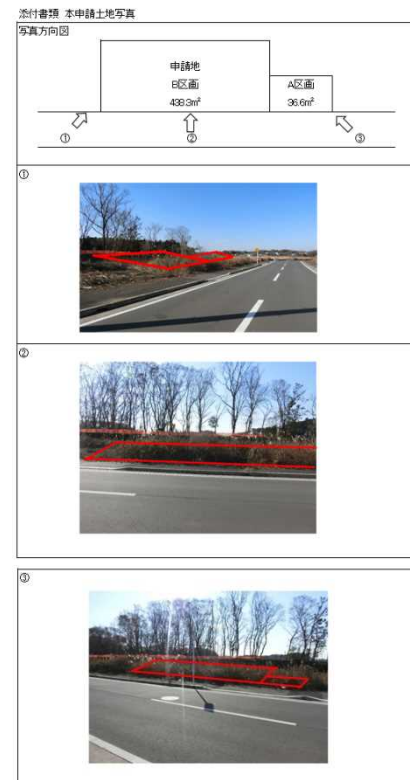 添付書類 本申請土地写真
写真方向図
申請地
B区画
438.3m²
A区画
36.6m²
①
②
③
①
②
③